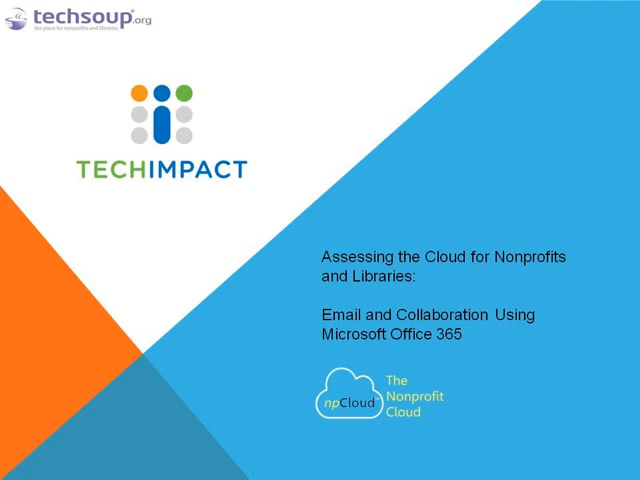 techsoup.org
the place for nonprofits and libraries
TECHIMPACT
Assessing the Cloud for Nonprofits
and Libraries:
Email and Collaboration Using
Microsoft Office 365
npCloud
The
Nonprofit
Cloud